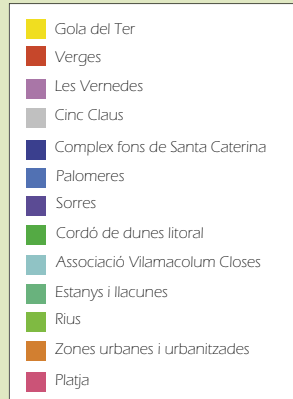 Gola del Ter
Verges
Les Vernedes
Cinc Claus
Complex fons de Santa Caterina
Palomeres
Sorres
Cordó de dunes litoral
Associació Vilamacolum Closes
Estanys i llacunes
Rius
Zones urbanes i urbanitzades
Platja